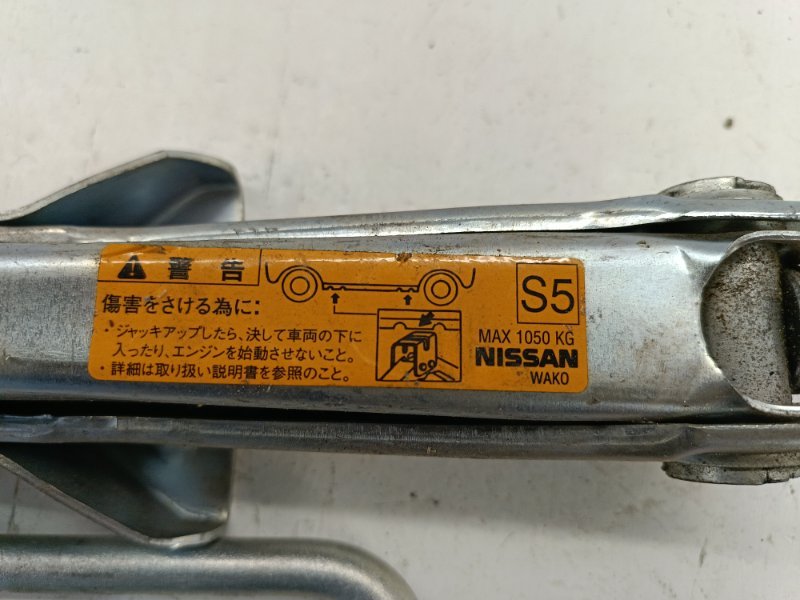 警告
傷害をさける為に:
・ジャッキアップしたら、決して車両の下に
入ったり、エンジンを始動させないこと。
・詳細は取り扱い説明書を参照のこと。
S5
MAX 1050 KG
NISSAN
WAKO